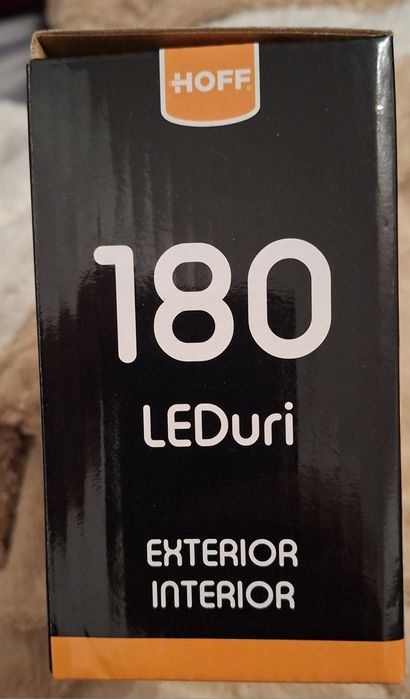 HOFF
180
LEDuri
EXTERIOR
INTERIOR